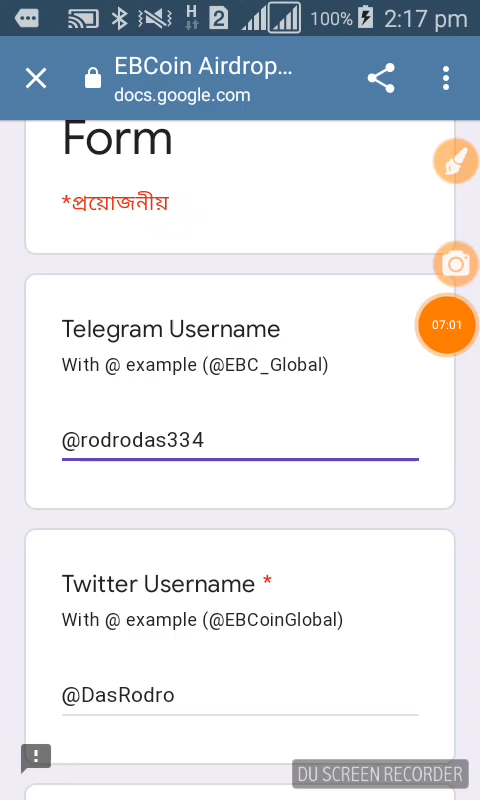 H 2 100% 2:17 pm
EBCoin Airdrop...
docs.google.com
Form
*প্রয়োজনীয়
Telegram Username
With @ example (@EBC_Global)
07:01
@rodrodas334
Twitter Username *
With @ example (@EBCoinGlobal)
@DasRodro
DU SCREEN RECORDER